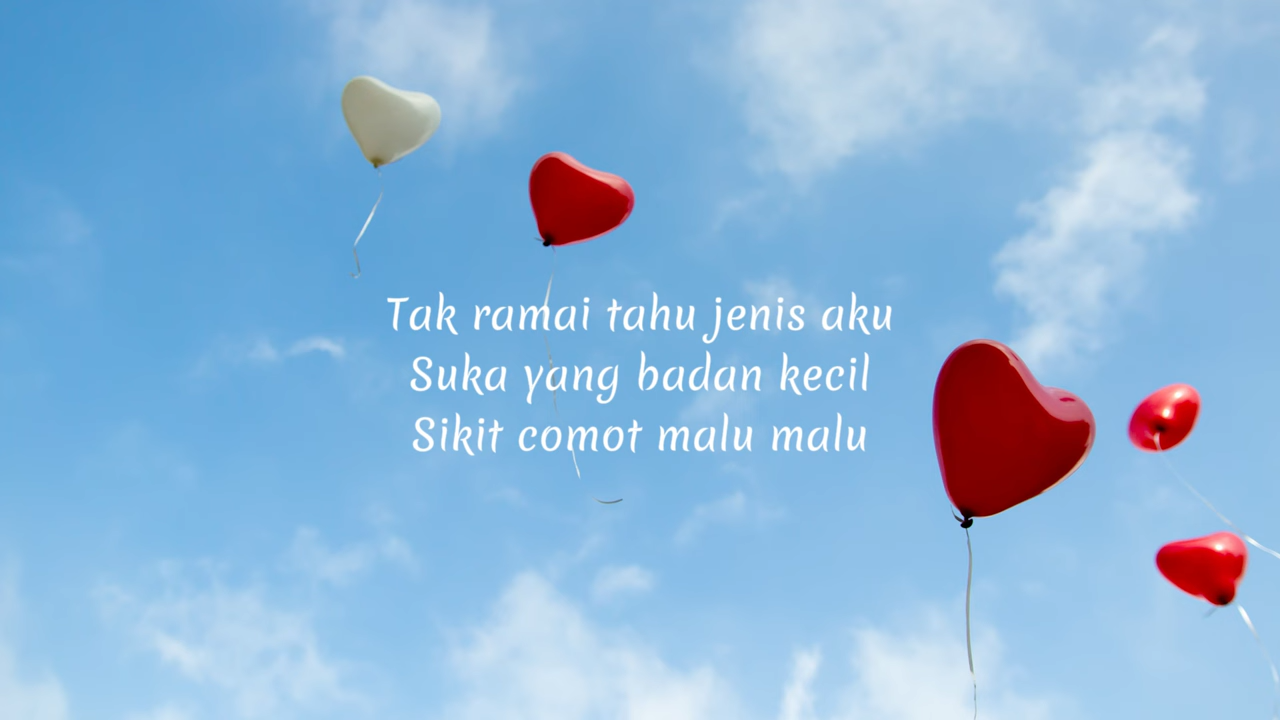 Tak ramai tahu jenis aku
Suka yang badan kecil
Sikit comot malu malu